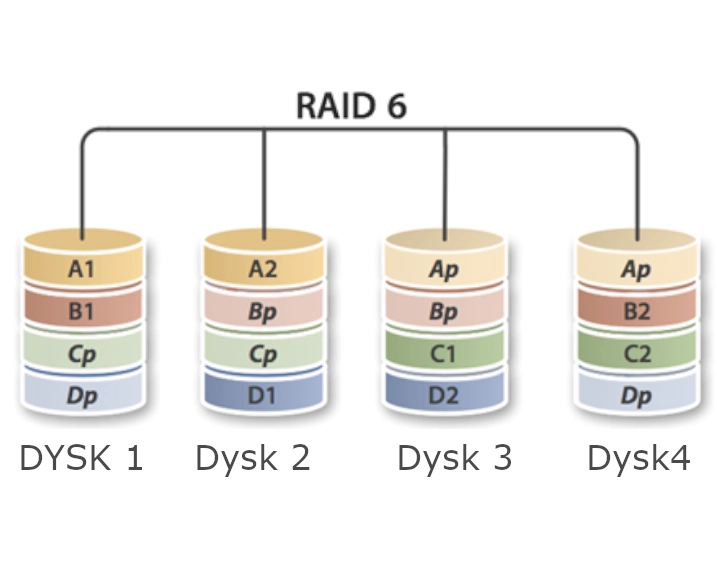 RAID 6
A1 A2 Ap Ap
B1 Bp Bp B2
Cp Cp C1 C2
Dp D1 D2 Dp
DYSK 1 Dysk 2 Dysk 3 Dysk4